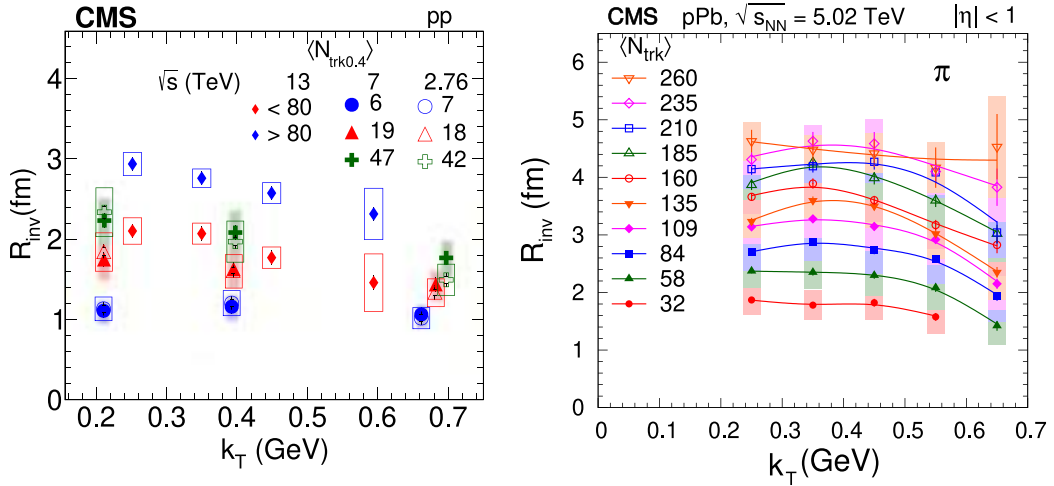 CMS pp
⟨N_trk0.4⟩
√s (TeV) 13 7 2.76
< 80 6 7
> 80 19 18
47 42
R_inv (fm)
4
3
2
1
0
0.2 0.3 0.4 0.5 0.6 0.7
k_T (GeV)
CMS pPb, √s_NN = 5.02 TeV |η| < 1
⟨N_trk⟩
π
260
235
210
185
160
135
109
84
58
32
R_inv (fm)
6
5
4
3
2
1
0
0 0.1 0.2 0.3 0.4 0.5 0.6 0.7
k_T (GeV)